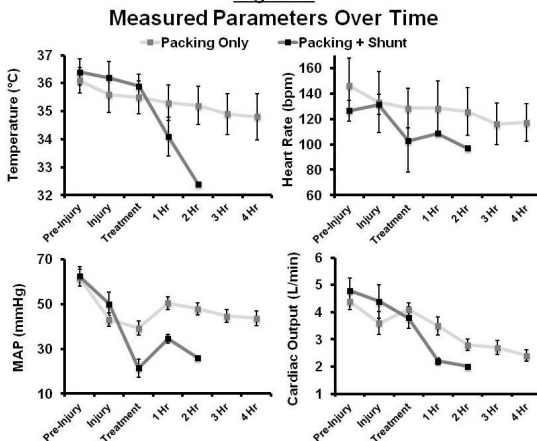 Measured Parameters Over Time
Packing Only
Packing + Shunt
Temperature (°C)
37
36
35
34
33
32
Pre-Injury
Injury
Treatment
1 Hr
2 Hr
3 Hr
4 Hr
Heart Rate (bpm)
160
140
120
100
80
60
Pre-Injury
Injury
Treatment
1 Hr
2 Hr
3 Hr
4 Hr
MAP (mmHg)
70
50
30
10
Pre-Injury
Injury
Treatment
1 Hr
2 Hr
3 Hr
4 Hr
Cardiac Output (L/min)
6
5
4
3
2
1
Pre-Injury
Injury
Treatment
1 Hr
2 Hr
3 Hr
4 Hr